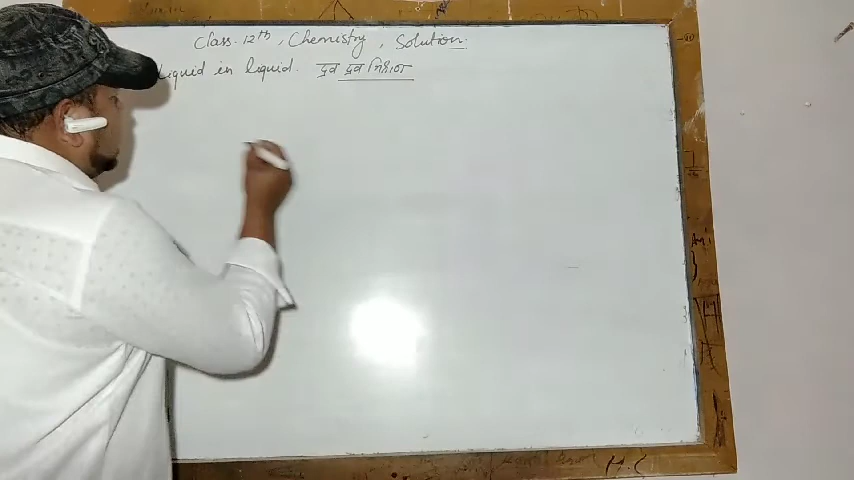 Class. 12th, Chemistry, Solution.
Liquid in liquid. द्रव द्रव मिश्रण
H.C